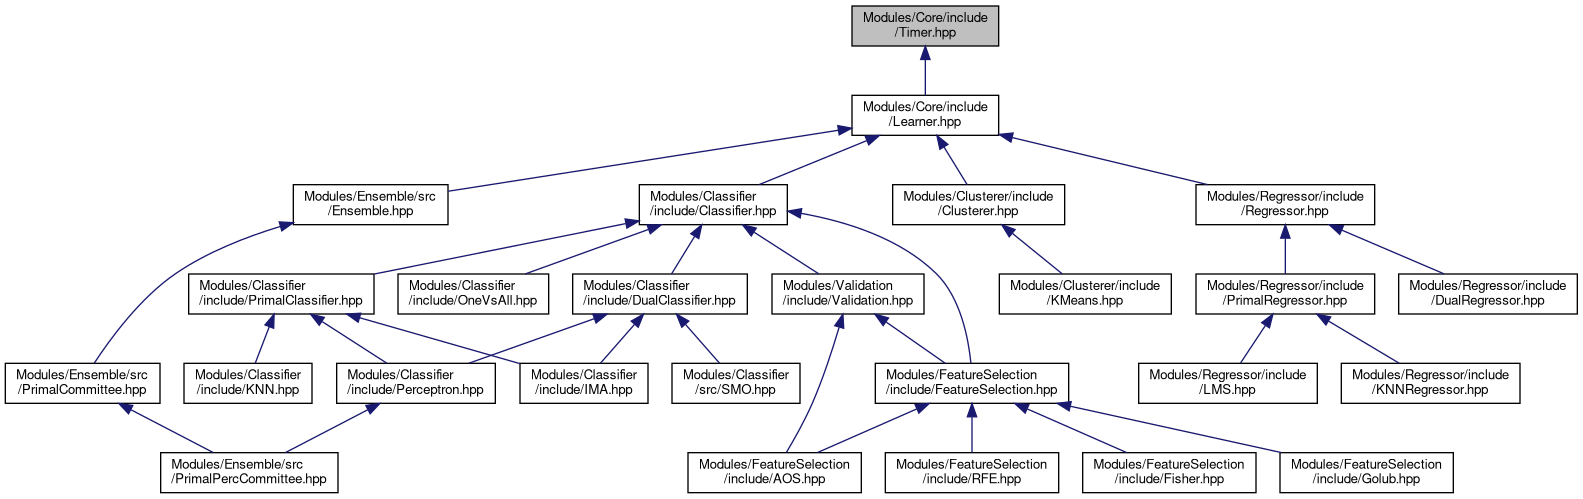 Modules/Core/include
/Timer.hpp
Modules/Core/include
/Learner.hpp
Modules/Ensemble/src
/Ensemble.hpp
Modules/Classifier
/include/Classifier.hpp
Modules/Clusterer/include
/Clusterer.hpp
Modules/Regressor/include
/Regressor.hpp
Modules/Classifier
/include/PrimalClassifier.hpp
Modules/Classifier
/include/OneVsAll.hpp
Modules/Classifier
/include/DualClassifier.hpp
Modules/Validation
/include/Validation.hpp
Modules/Clusterer/include
/KMeans.hpp
Modules/Regressor/include
/PrimalRegressor.hpp
Modules/Regressor/include
/DualRegressor.hpp
Modules/Ensemble/src
/PrimalCommittee.hpp
Modules/Classifier
/include/KNN.hpp
Modules/Classifier
/include/Perceptron.hpp
Modules/Classifier
/include/IMA.hpp
Modules/Classifier
/src/SMO.hpp
Modules/FeatureSelection
/include/FeatureSelection.hpp
Modules/Regressor/include
/LMS.hpp
Modules/Regressor/include
/KNNRegressor.hpp
Modules/Ensemble/src
/PrimalPercCommittee.hpp
Modules/FeatureSelection
/include/AOS.hpp
Modules/FeatureSelection
/include/RFE.hpp
Modules/FeatureSelection
/include/Fisher.hpp
Modules/FeatureSelection
/include/Golub.hpp